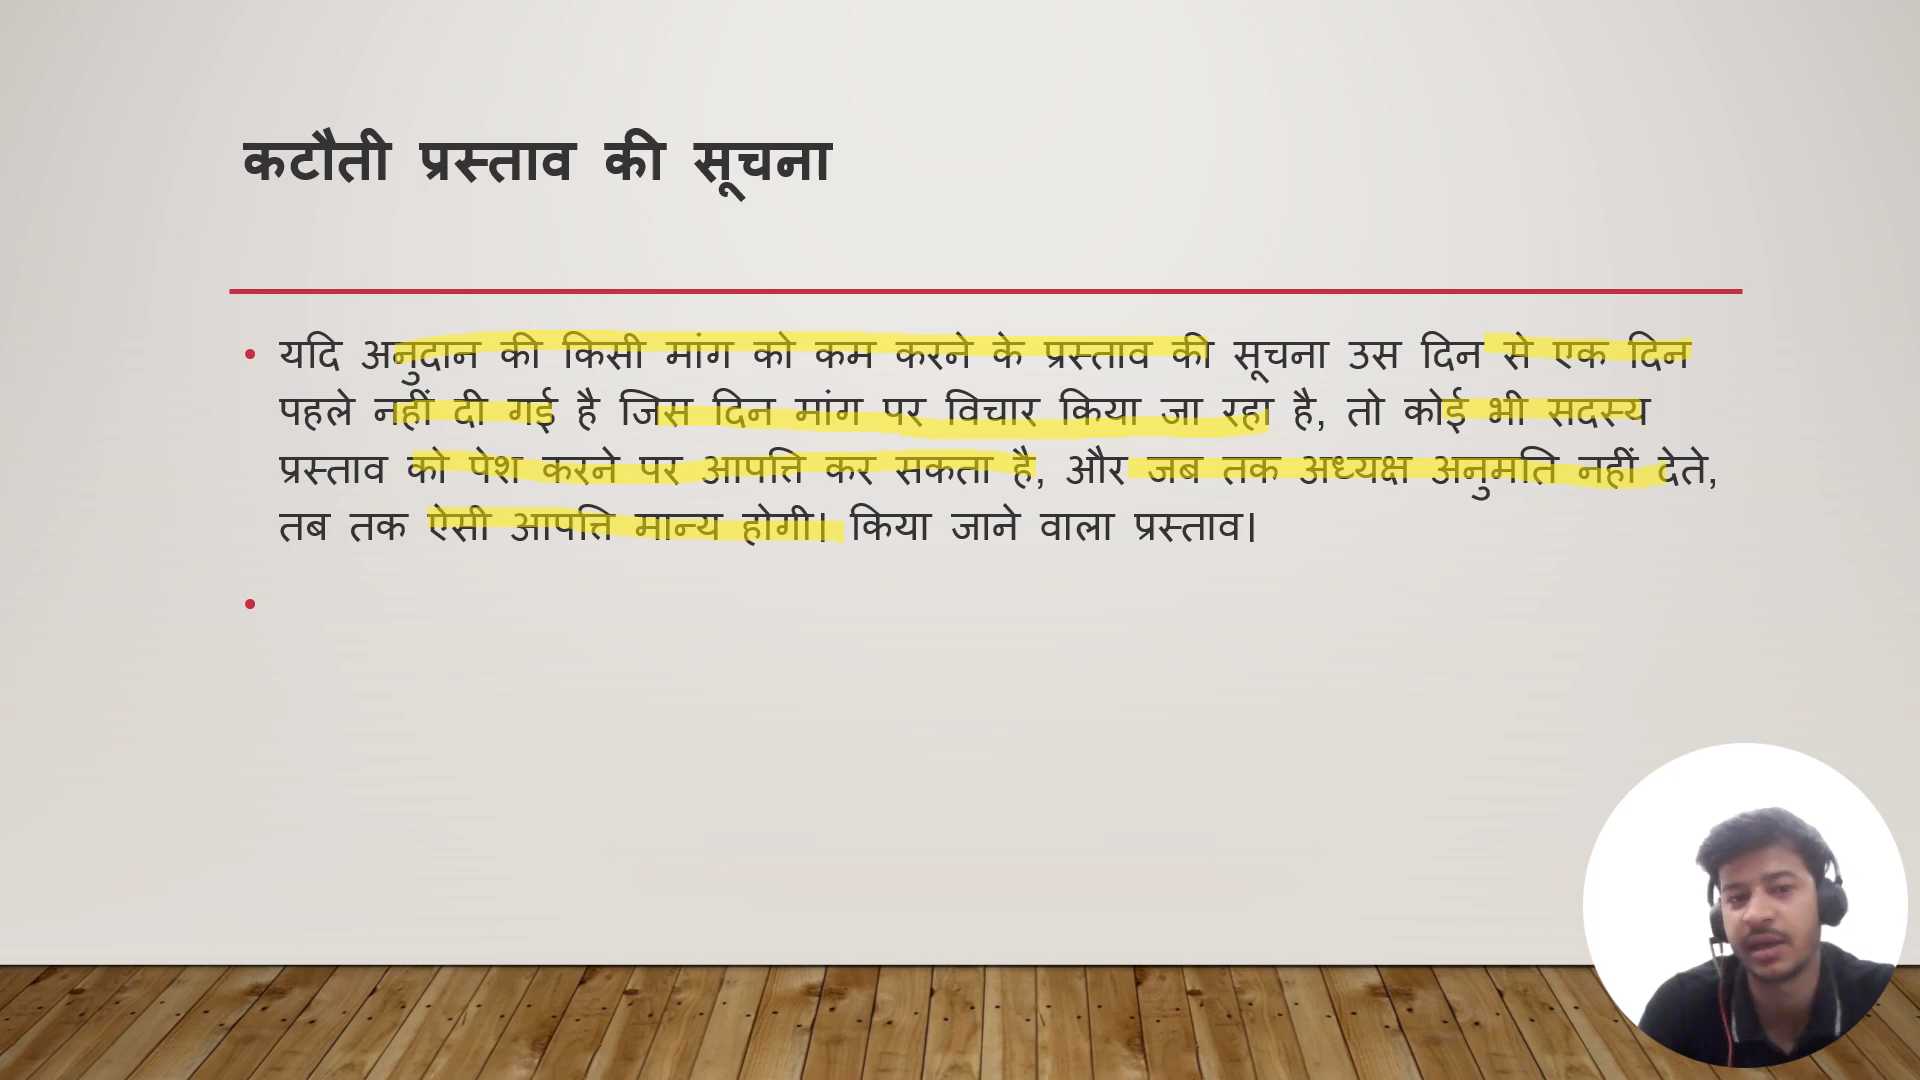 कटौती प्रस्ताव की सूचना
यदि अनुदान की किसी मांग को कम करने के प्रस्ताव की सूचना उस दिन से एक दिन
पहले नहीं दी गई है जिस दिन मांग पर विचार किया जा रहा है, तो कोई भी सदस्य
प्रस्ताव को पेश करने पर आपत्ति कर सकता है, और जब तक अध्यक्ष अनुमति नहीं देते,
तब तक ऐसी आपत्ति मान्य होगी। किया जाने वाला प्रस्ताव।